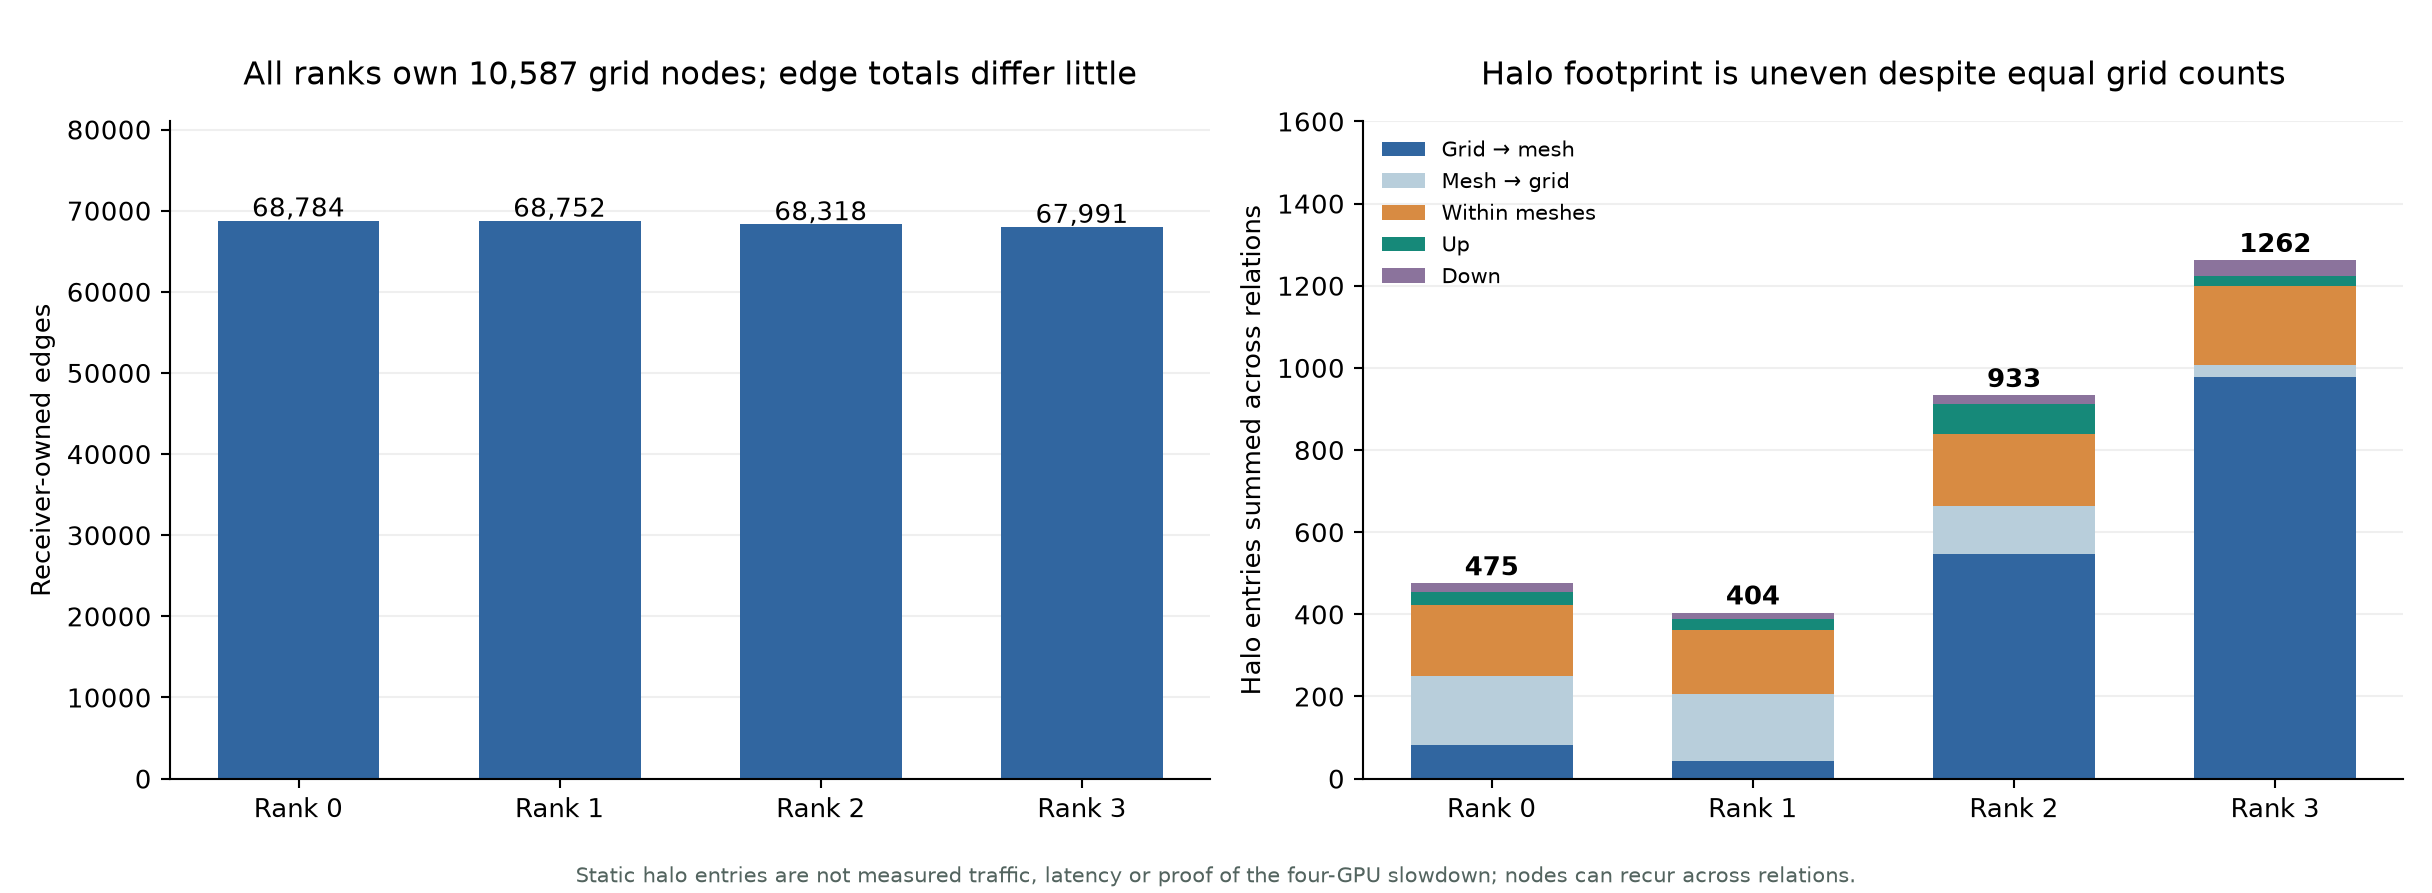 All ranks own 10,587 grid nodes; edge totals differ little
Receiver-owned edges
80000
70000
60000
50000
40000
30000
20000
10000
0
68,784
68,752
68,318
67,991
Rank 0
Rank 1
Rank 2
Rank 3
Halo footprint is uneven despite equal grid counts
Halo entries summed across relations
1600
1400
1200
1000
800
600
400
200
0
Grid → mesh
Mesh → grid
Within meshes
Up
Down
475
404
933
1262
Rank 0
Rank 1
Rank 2
Rank 3
Static halo entries are not measured traffic, latency or proof of the four-GPU slowdown; nodes can recur across relations.